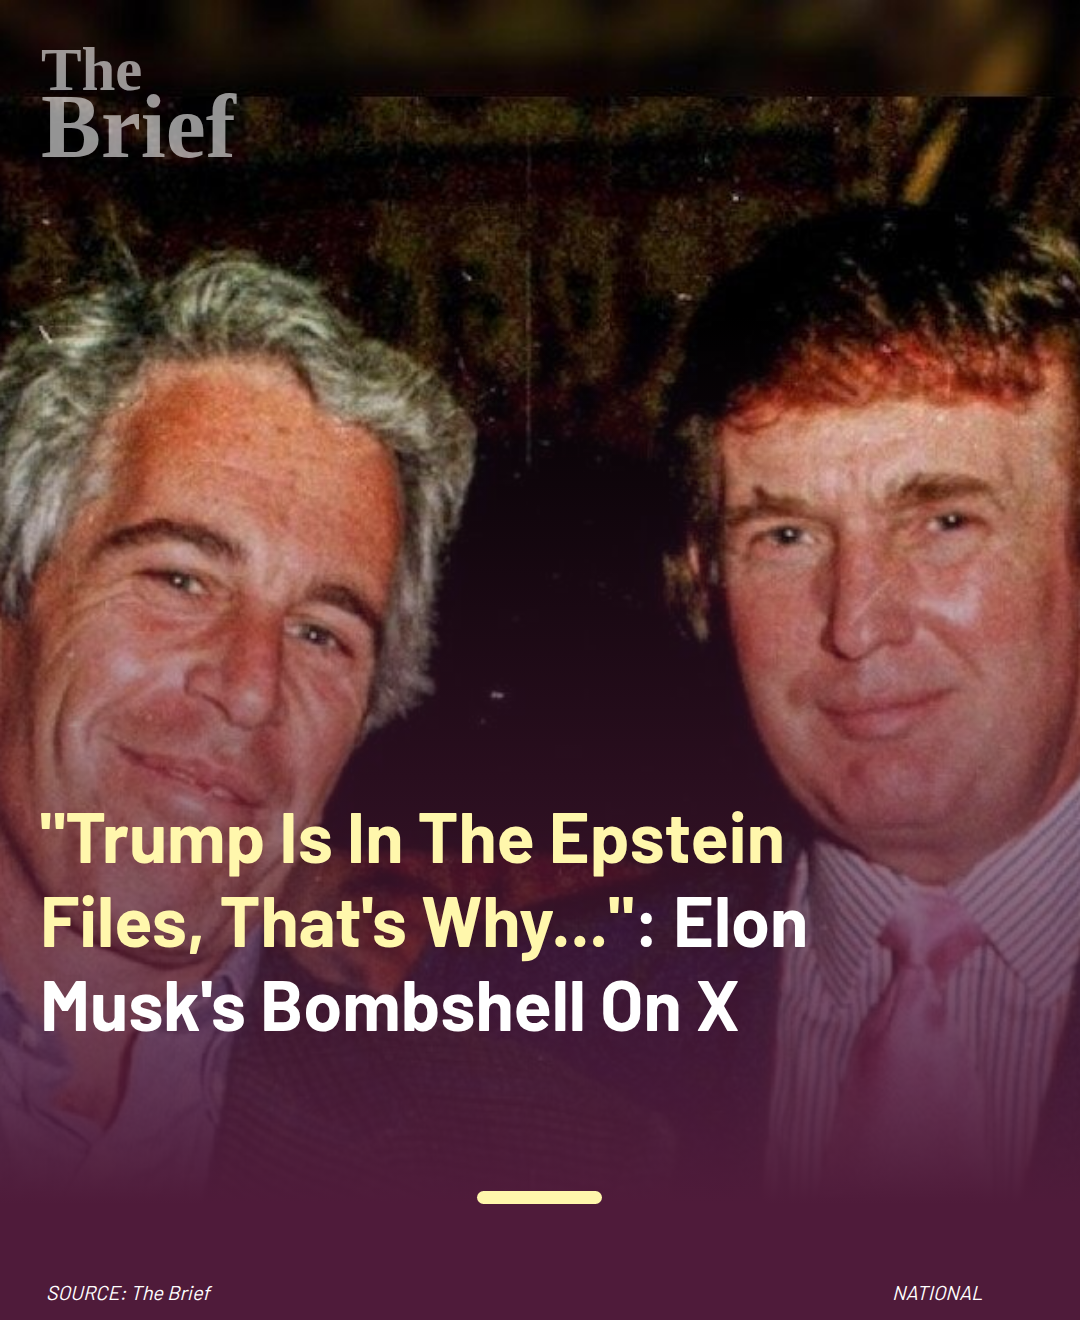 The
Brief
"Trump Is In The Epstein
Files, That's Why...": Elon
Musk's Bombshell On X
SOURCE: The Brief
NATIONAL